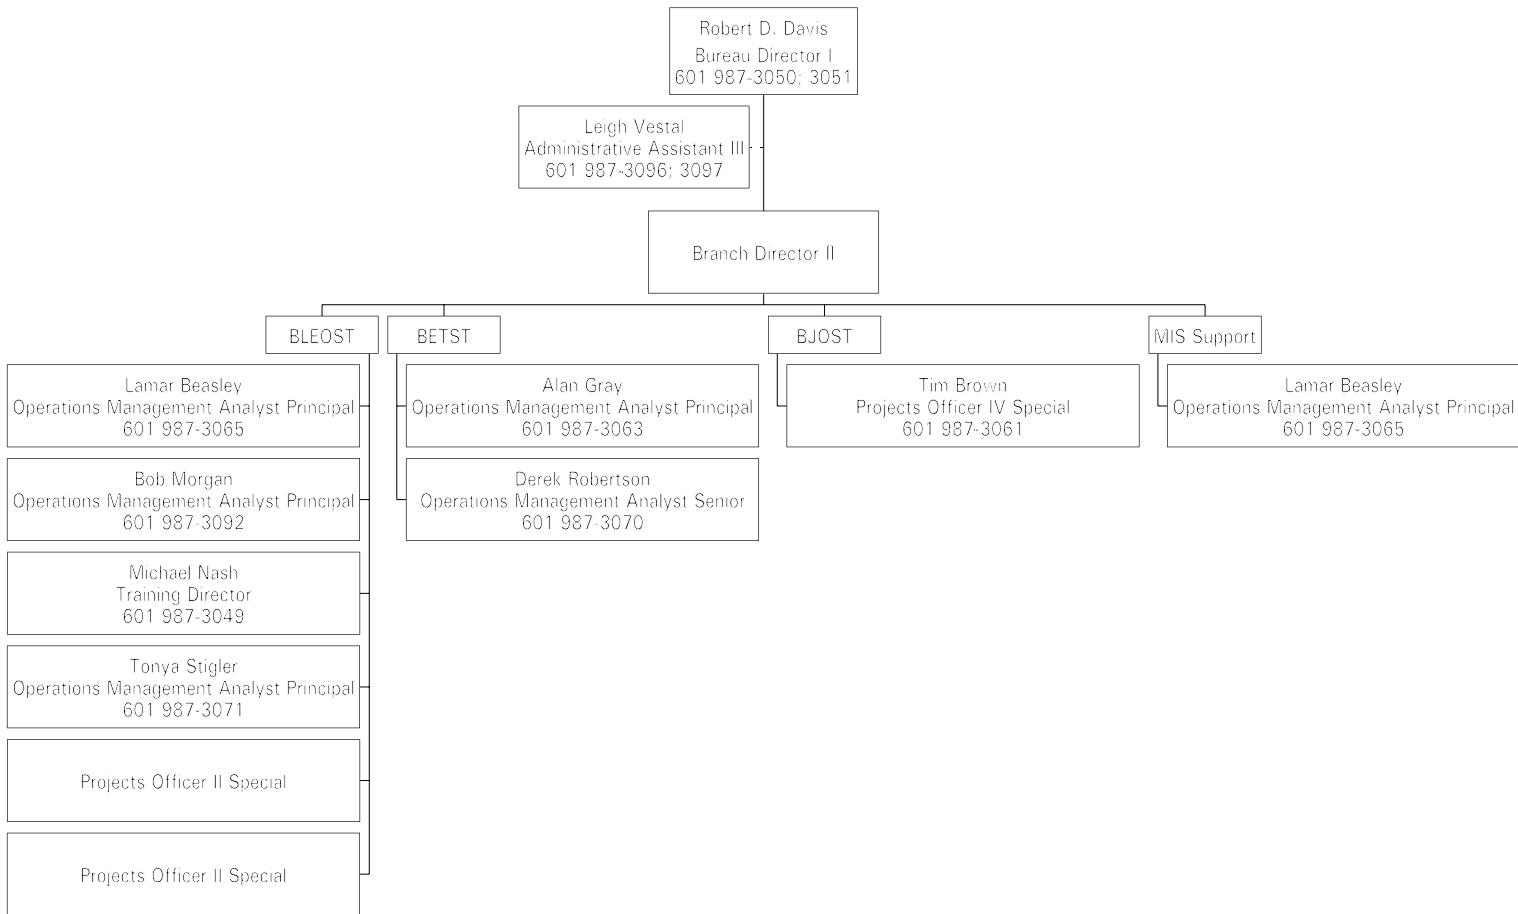 Robert D. Davis
Bureau Director I
601 987-3050; 3051
Leigh Vestal
Administrative Assistant III
601 987-3096; 3097
Branch Director II
BLEOST
BETST
BJOST
MIS Support
Lamar Beasley
Operations Management Analyst Principal
601 987-3065
Bob Morgan
Operations Management Analyst Principal
601 987-3092
Michael Nash
Training Director
601 987-3049
Tonya Stigler
Operations Management Analyst Principal
601 987-3071
Projects Officer II Special
Projects Officer II Special
Alan Gray
Operations Management Analyst Principal
601 987-3063
Derek Robertson
Operations Management Analyst Senior
601 987-3070
Tim Brown
Projects Officer IV Special
601 987-3061
Lamar Beasley
Operations Management Analyst Principal
601 987-3065